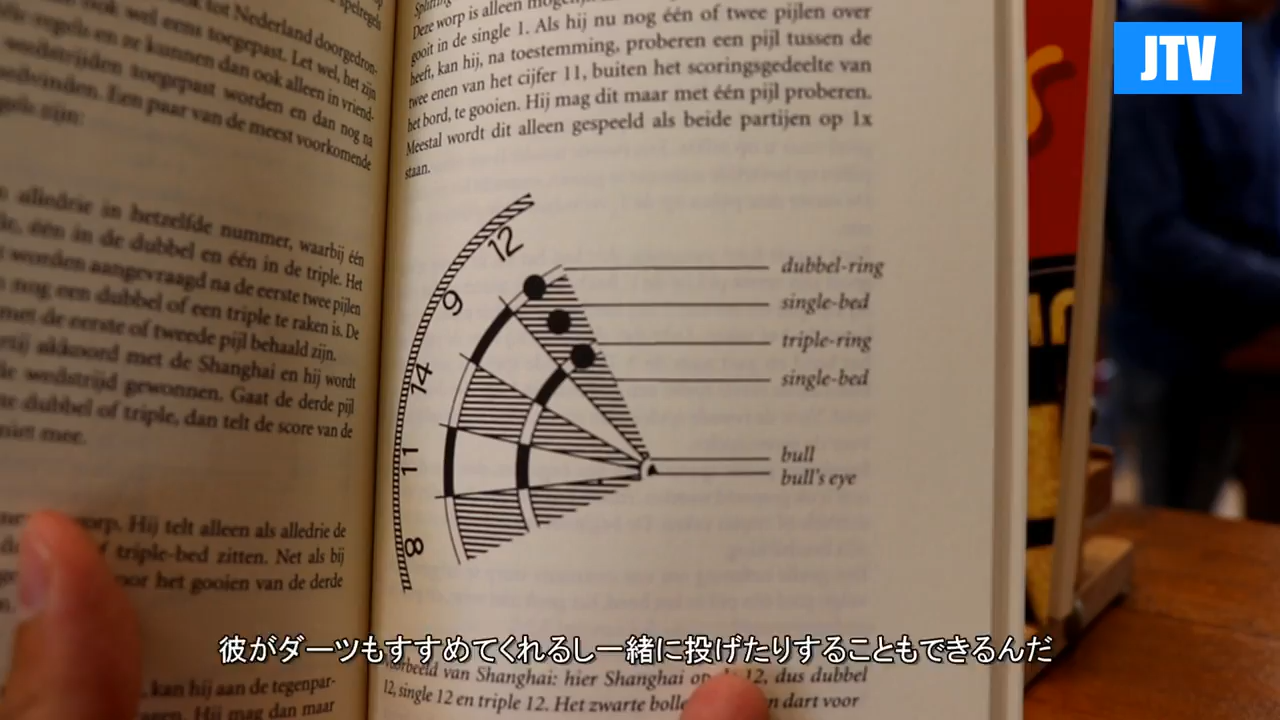 tot Nederland doorgedron-
ook wel eens toegepast. Let wel, het zijn
regels en ze kunnen dan ook alleen in vriend-
wedstrijden toegepast worden en dan nog na
Een paar van de meest voorkomende
zijn:
alledrie in hetzelfde nummer, waarbij één
één in de dubbel en één in de triple. Het
worden aangevraagd na de eerste twee pijlen
nog een dubbel of een triple te raken is. De
met de eerste of tweede pijl behaald zijn.
akkoord met de Shanghai en hij wordt
wedstrijd gewonnen. Gaat de derde pijl
dubbel of triple, dan telt de score van de
niet mee.
worp. Hij telt alleen als alledrie de
triple-bed zitten. Net als bij
voor het gooien van de derde
kan hij aan de tegenpar-
Hij mag dan maar
Deze worp is alleen
gooit in de single 1. Als hij nu nog één of twee pijlen over
heeft, kan hij, na toestemming, proberen een pijl tussen de
twee enen van het cijfer 11, buiten het scoringsgedeelte van
het bord, te gooien. Hij mag dit maar met één pijl proberen.
Meestal wordt dit alleen gespeeld als beide partijen op 1x
staan.
12
9
14
11
8
dubbel-ring
single-bed
triple-ring
single-bed
bull
bull's eye
van Shanghai: hier Shanghai op 12, dus dubbel
12, single 12 en triple 12. Het zwarte dart voor
JTV
彼がダーツもすすめてくれるし一緒に投げたりすることもできるんだ